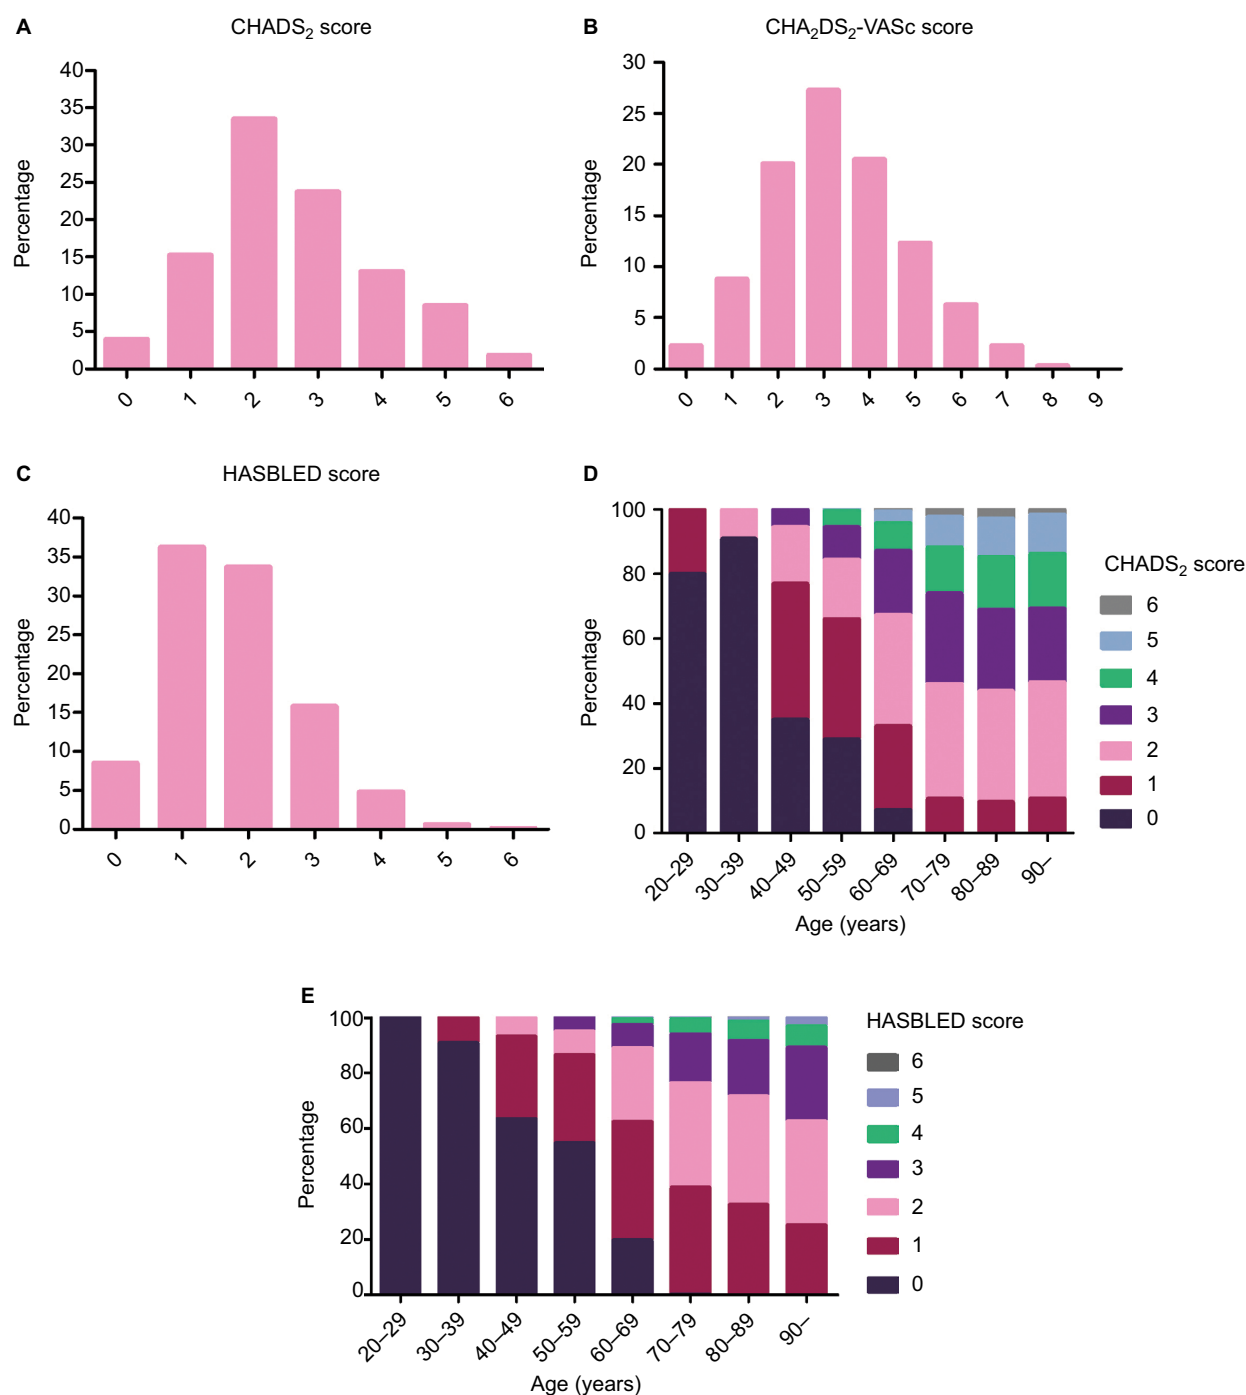 A
CHADS2 score
Percentage
40
35
30
25
20
15
10
5
0
0 1 2 3 4 5 6
B
CHA2DS2-VASc score
Percentage
30
25
20
15
10
5
0
0 1 2 3 4 5 6 7 8 9
C
HASBLED score
Percentage
40
35
30
25
20
15
10
5
0
0 1 2 3 4 5 6
D
Percentage
100
80
60
40
20
0
20–29 30–39 40–49 50–59 60–69 70–79 80–89 90–
Age (years)
CHADS2 score
6
5
4
3
2
1
0
E
Percentage
100
80
60
40
20
0
20–29 30–39 40–49 50–59 60–69 70–79 80–89 90–
Age (years)
HASBLED score
6
5
4
3
2
1
0